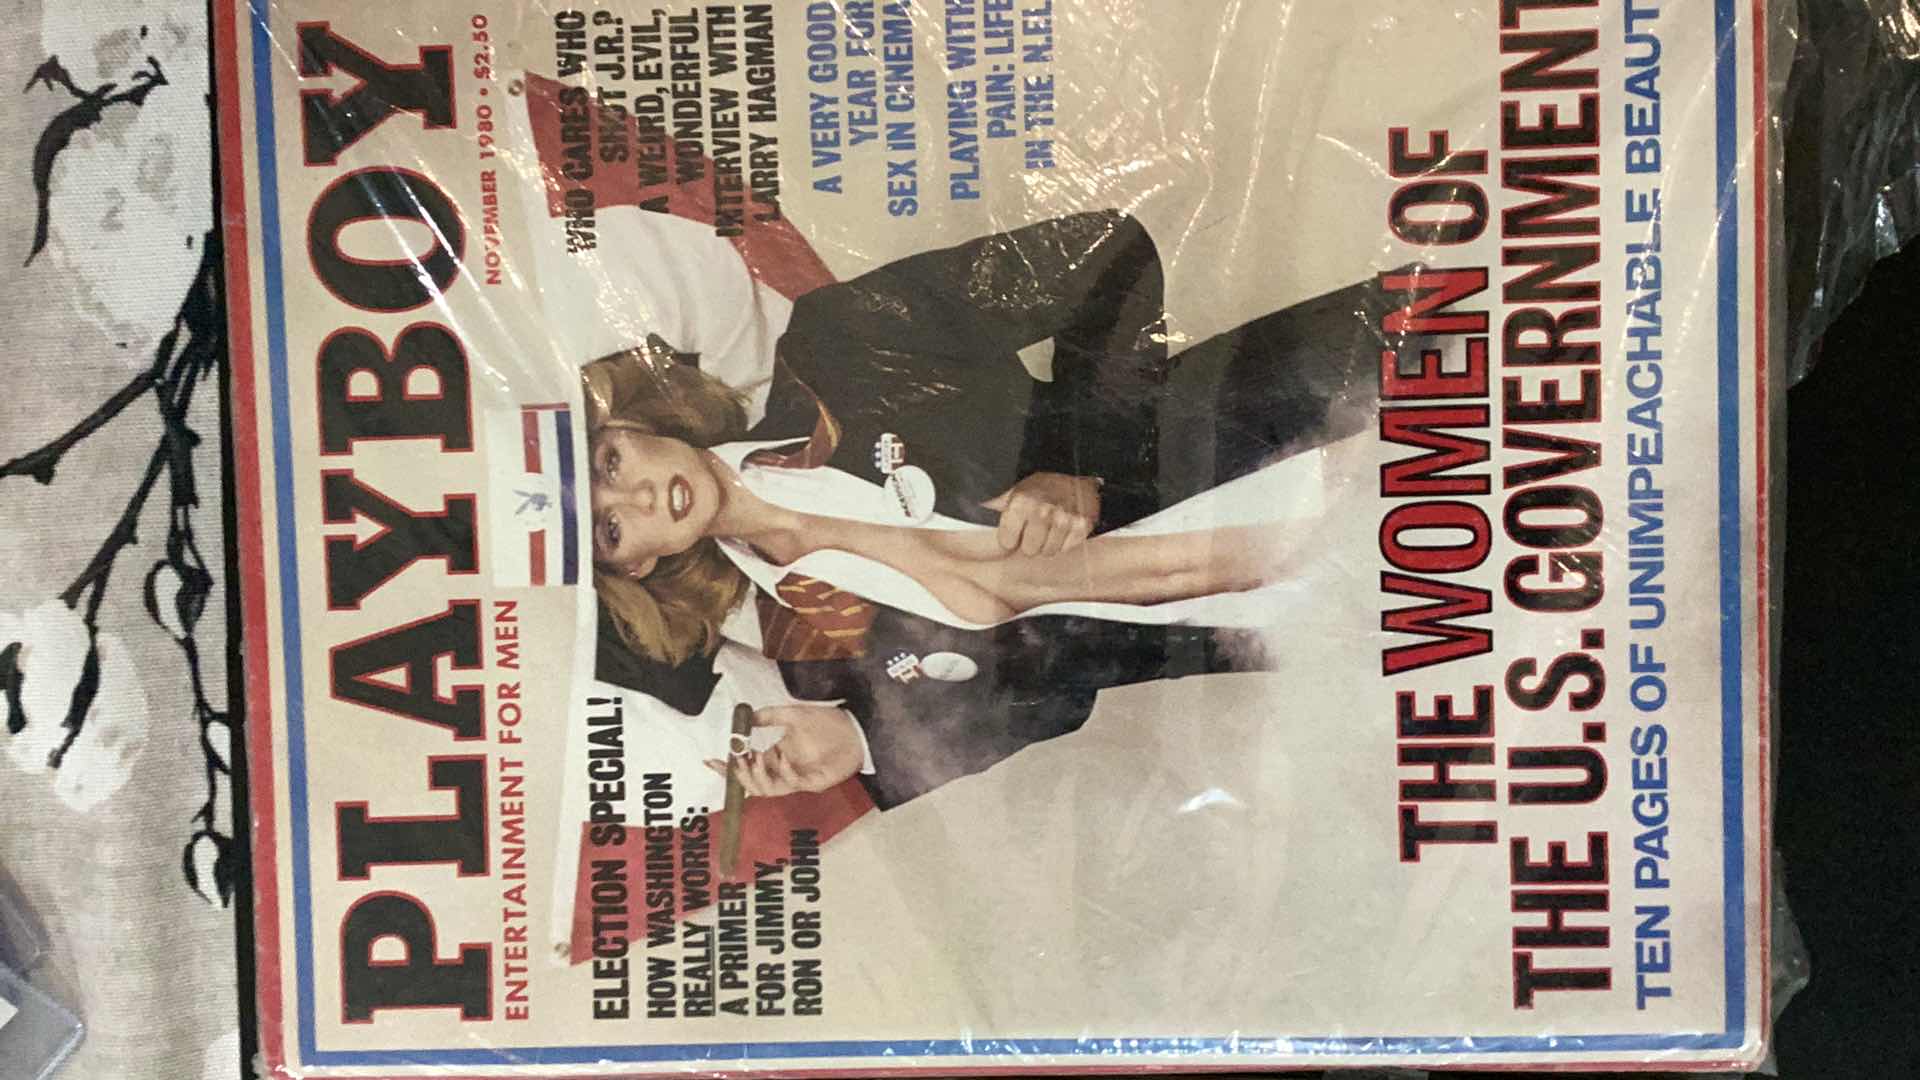 PLAYBOY
ENTERTAINMENT FOR MEN
NOVEMBER 1980 • $2.50
ELECTION SPECIAL!
HOW WASHINGTON
REALLY WORKS:
A PRIMER
FOR JIMMY,
RON OR JOHN
WHO CARES WHO
SHOT J.R.?
A WEIRD, EVIL,
WONDERFUL
INTERVIEW WITH
LARRY HAGMAN
A VERY GOOD
YEAR FOR
SEX IN CINEMA
PLAYING WITH
PAIN: LIFE
IN THE N.F.L
THE WOMEN OF
THE U.S. GOVERNMENT
TEN PAGES OF UNIMPEACHABLE BEAUT